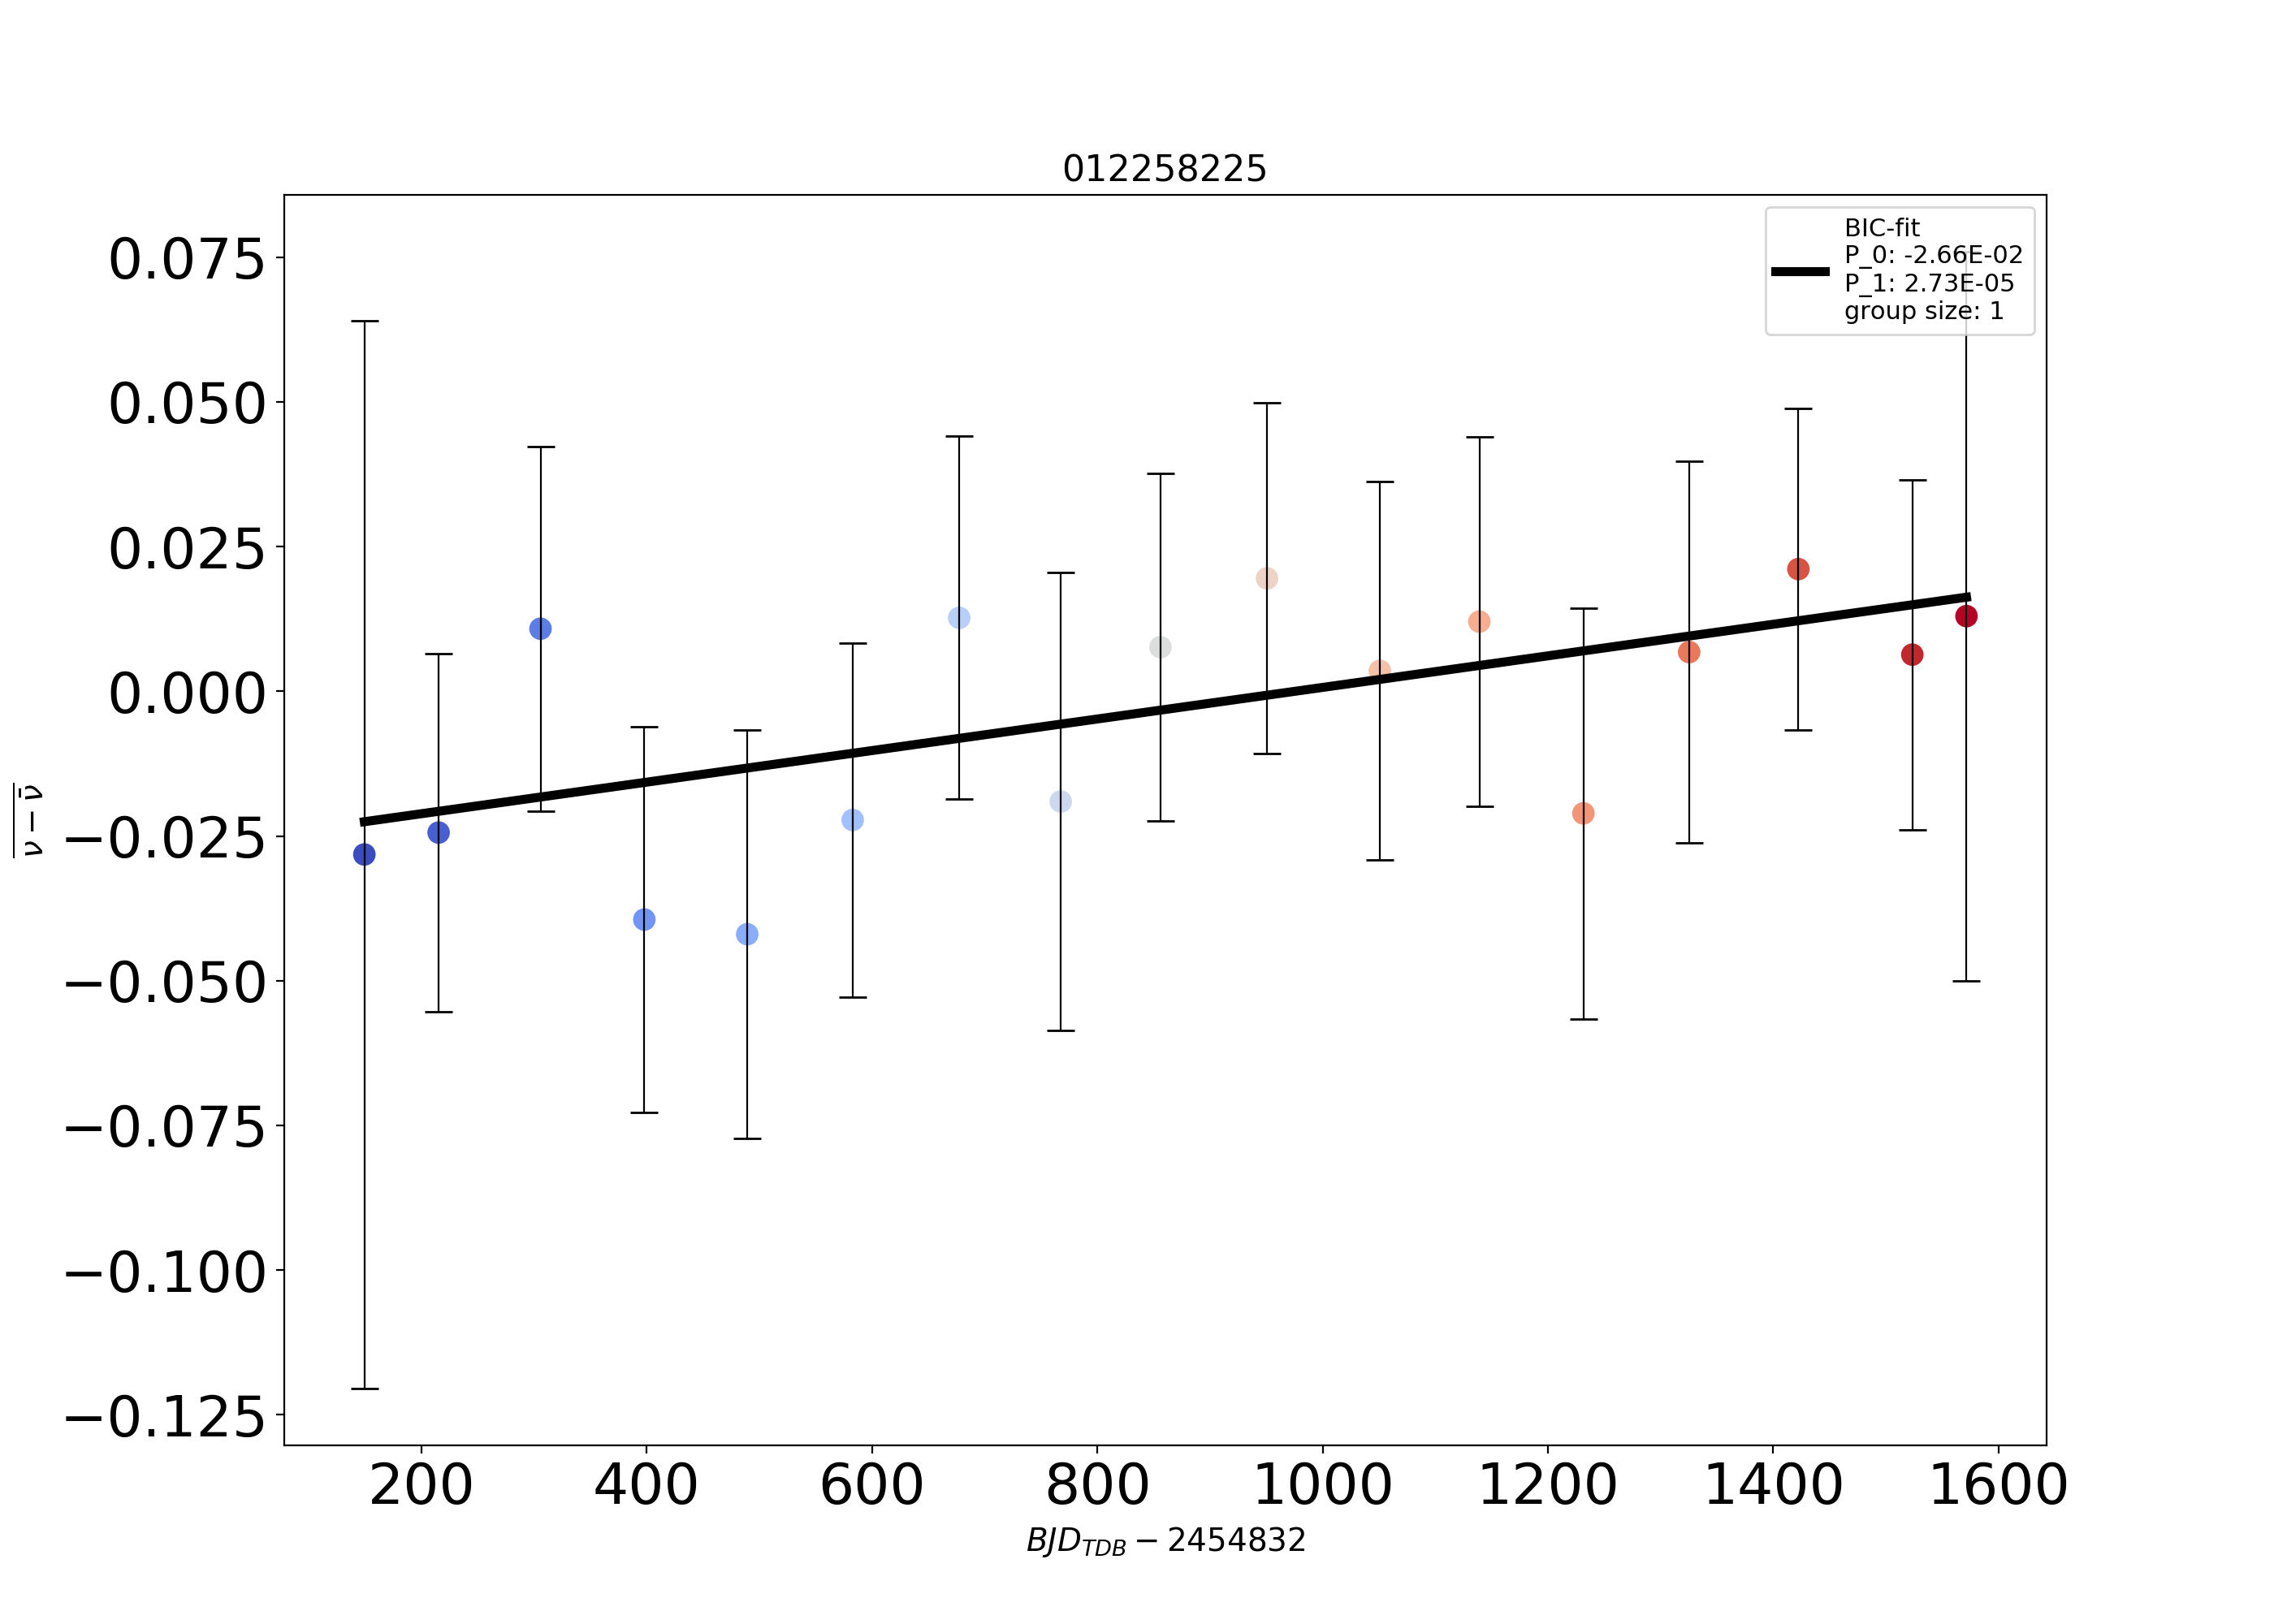 012258225
BIC-fit
P_0: -2.66E-02
P_1: 2.73E-05
group size: 1
0.075
0.050
0.025
0.000
−0.025
−0.050
−0.075
−0.100
−0.125
ν − ν̄
200 400 600 800 1000 1200 1400 1600
BJD_TDB − 2454832